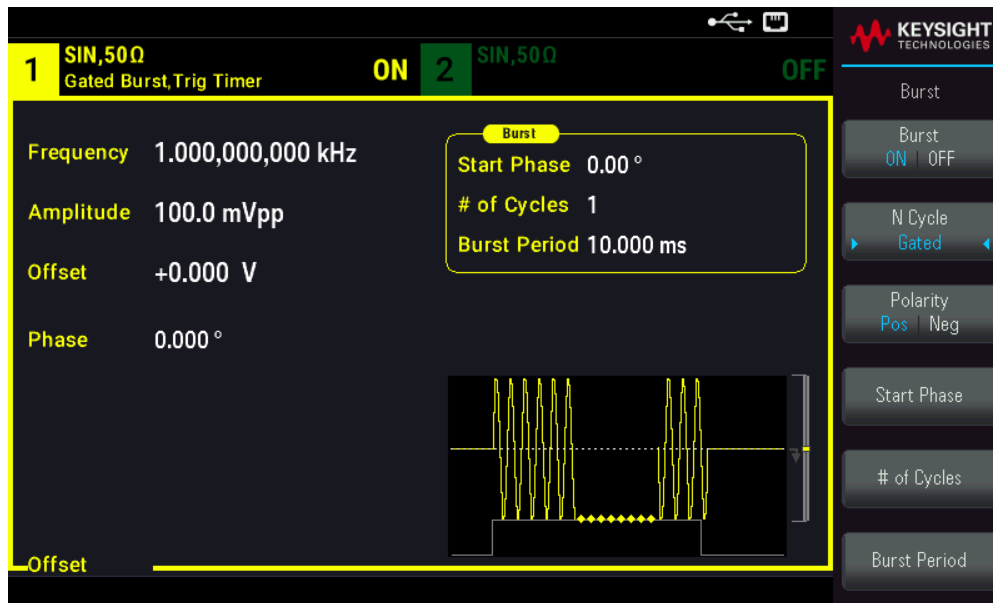 KEYSIGHT
TECHNOLOGIES
1 SIN,50Ω
Gated Burst,Trig Timer ON
2 SIN,50Ω OFF
Frequency 1.000,000,000 kHz
Amplitude 100.0 mVpp
Offset +0.000 V
Phase 0.000 °
Burst
Start Phase 0.00 °
# of Cycles 1
Burst Period 10.000 ms
Offset
Burst
Burst
ON | OFF
N Cycle
Gated
Polarity
Pos | Neg
Start Phase
# of Cycles
Burst Period